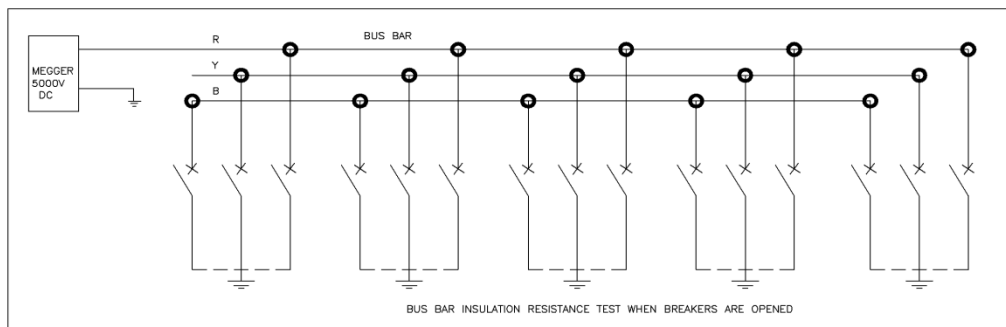 R
BUS BAR
MEGGER
5000V
DC
Y
B
BUS BAR INSULATION RESISTANCE TEST WHEN BREAKERS ARE OPENED